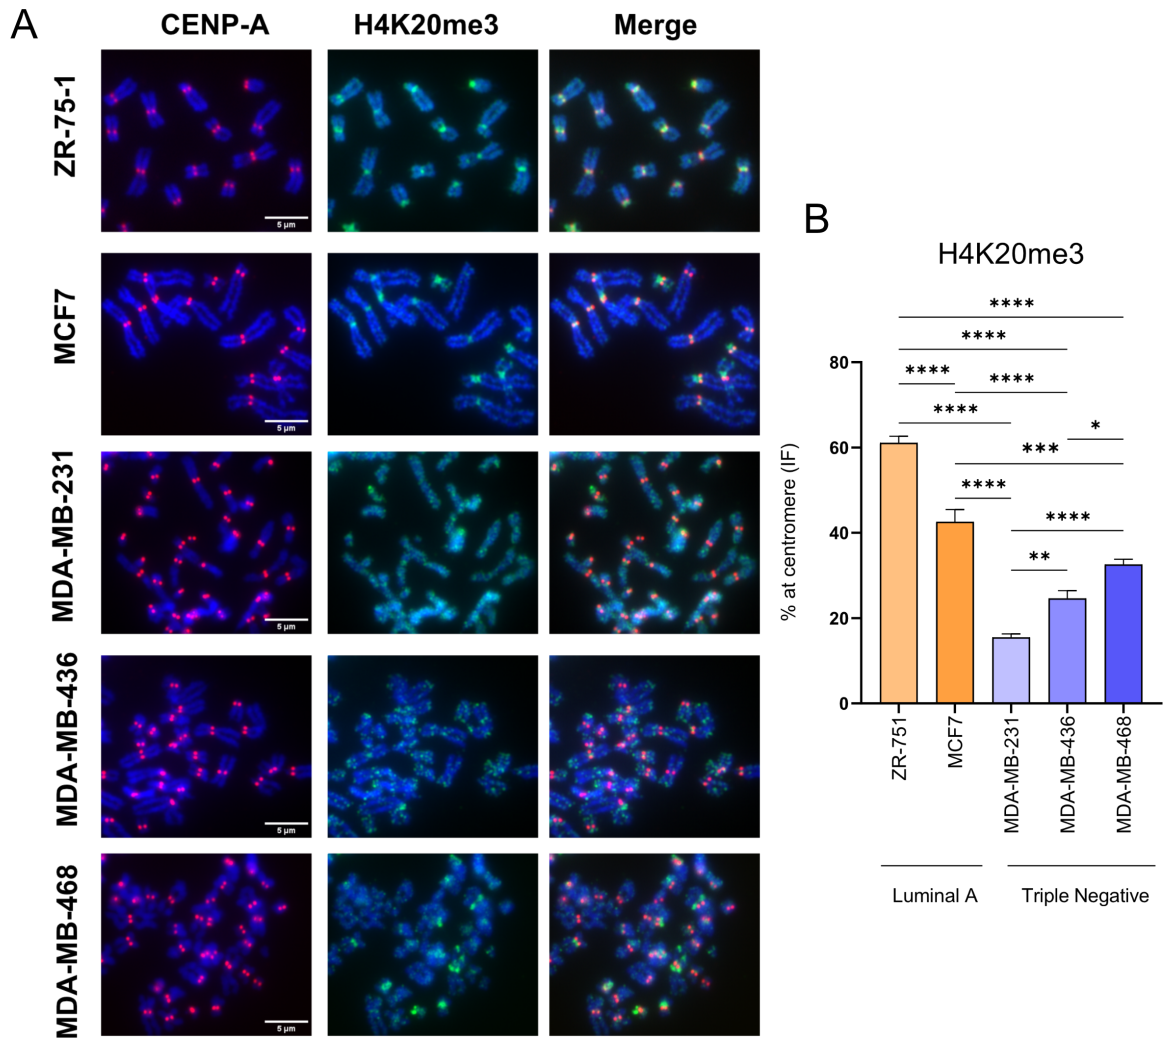 A
CENP-A H4K20me3 Merge
ZR-75-1
5 µm
MCF7
5 µm
MDA-MB-231
5 µm
MDA-MB-436
5 µm
MDA-MB-468
5 µm
B
H4K20me3
****
****
**** ****
****
*
***
****
****
**
% at centromere (IF)
80
60
40
20
0
ZR-751
MCF7
MDA-MB-231
MDA-MB-436
MDA-MB-468
Luminal A Triple Negative